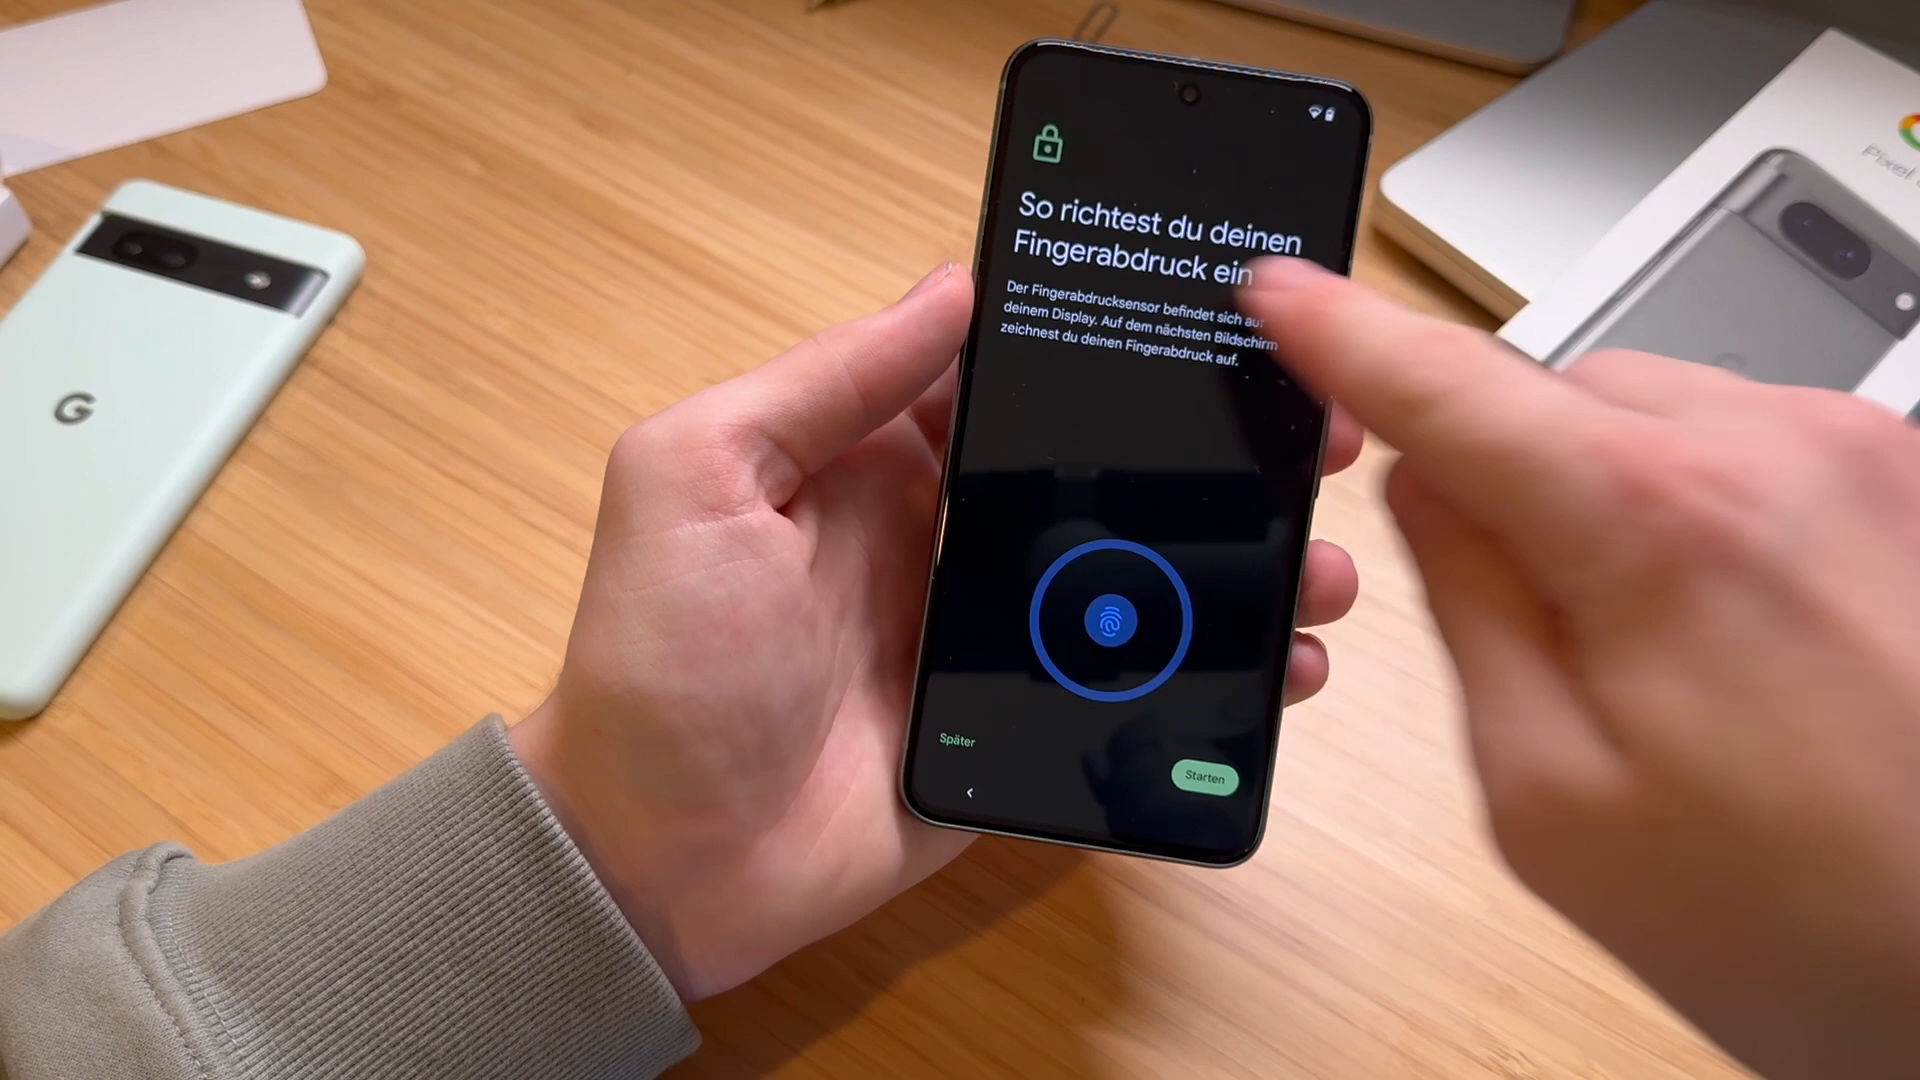 So richtest du deinen
Fingerabdruck ein
Der Fingerabdrucksensor befindet sich auf
deinem Display. Auf dem nächsten Bildschirm
zeichnest du deinen Fingerabdruck auf.
Später
Starten
G
Pixel